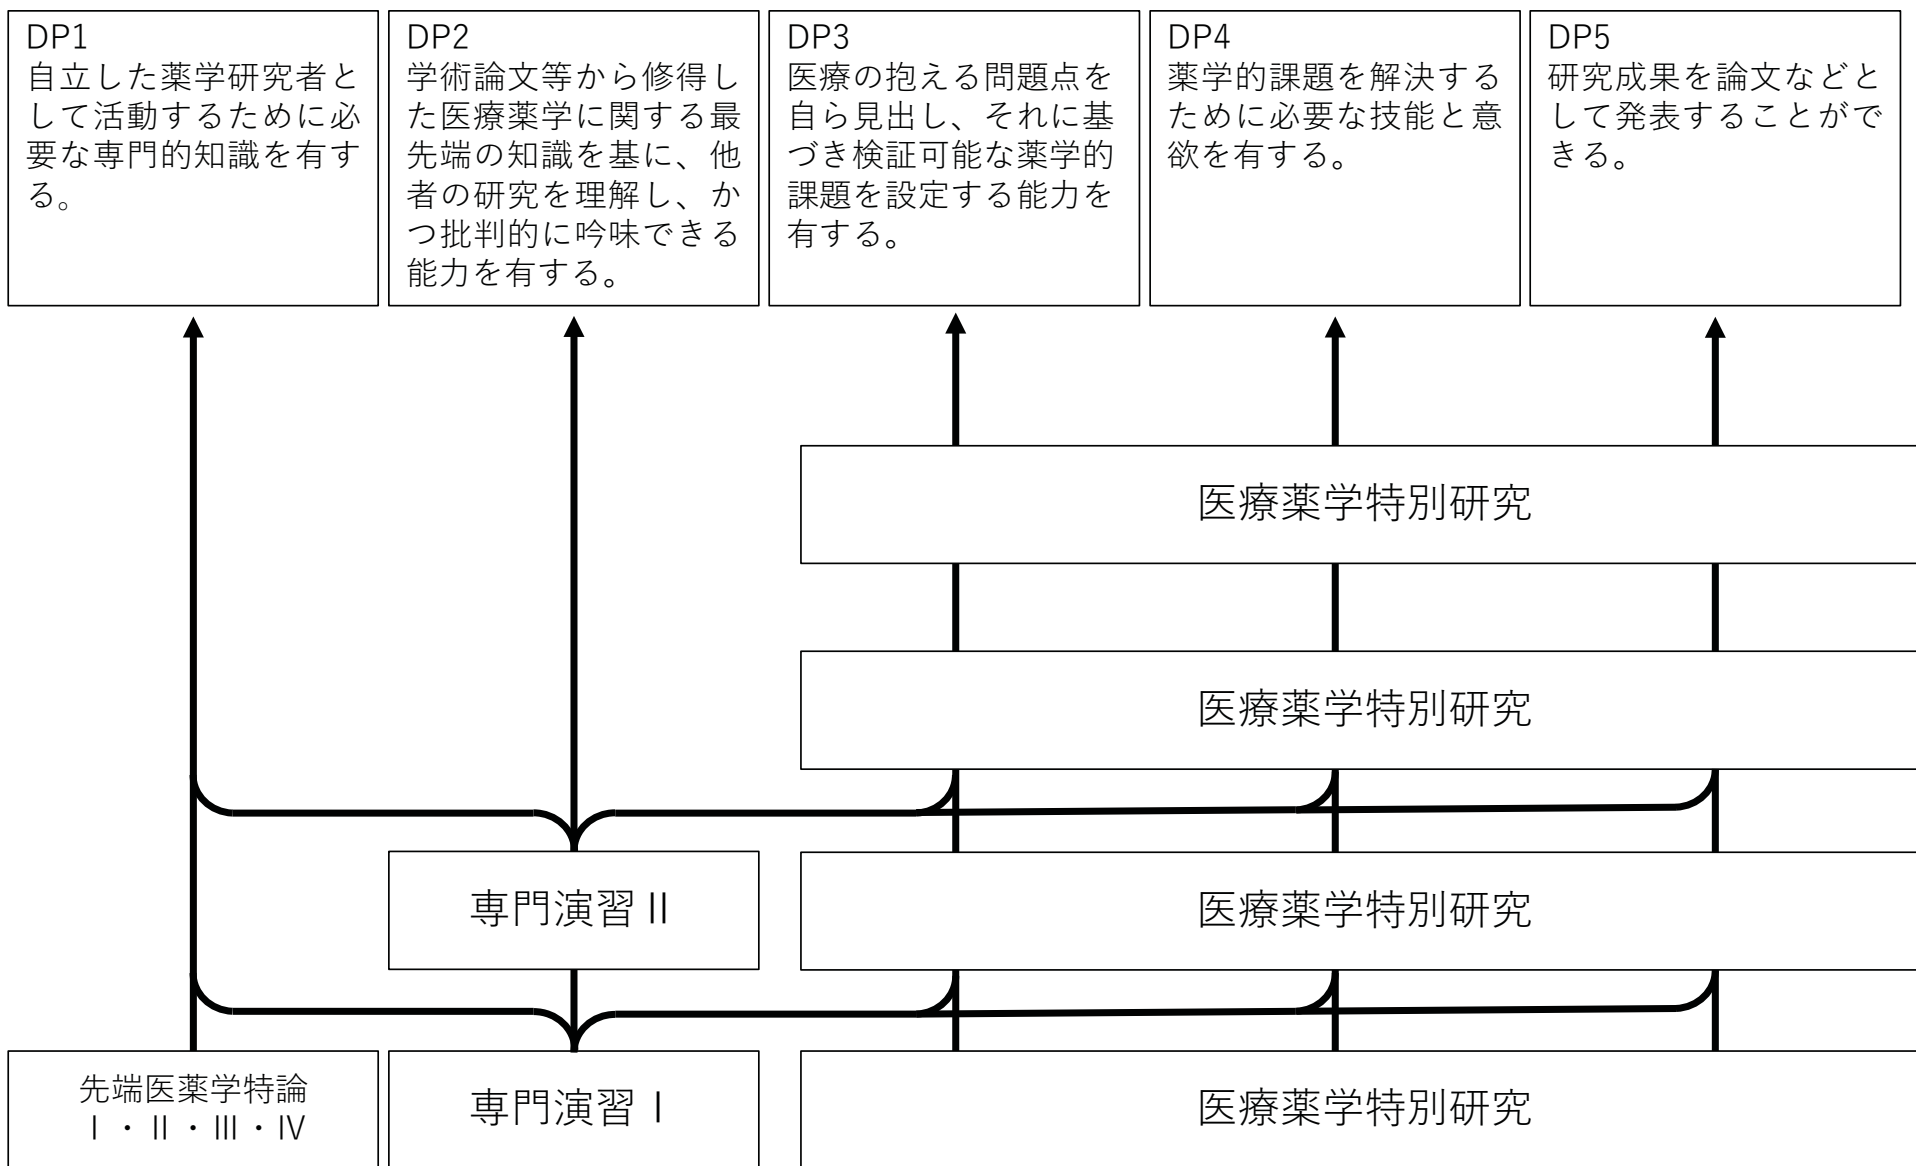 DP1
自立した薬学研究者と
して活動するために必
要な専門的知識を有す
る。
DP2
学術論文等から修得し
た医療薬学に関する最
先端の知識を基に、他
者の研究を理解し、か
つ批判的に吟味できる
能力を有する。
DP3
医療の抱える問題点を
自ら見出し、それに基
づき検証可能な薬学的
課題を設定する能力を
有する。
DP4
薬学的課題を解決する
ために必要な技能と意
欲を有する。
DP5
研究成果を論文などと
して発表することがで
きる。
医療薬学特別研究
医療薬学特別研究
専門演習Ⅱ
医療薬学特別研究
先端医薬学特論
Ⅰ・Ⅱ・Ⅲ・Ⅳ
専門演習Ⅰ
医療薬学特別研究